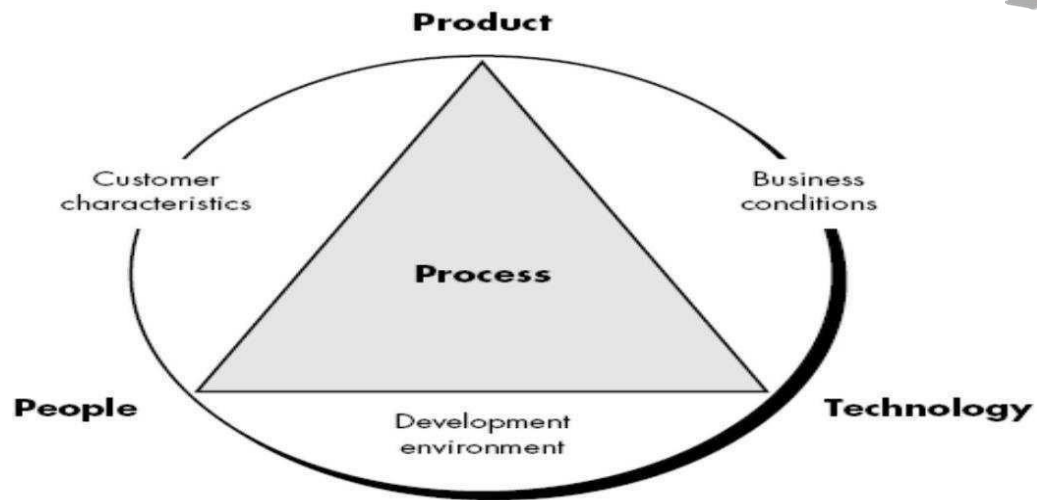 Product
Customer
characteristics
Business
conditions
Process
People
Technology
Development
environment